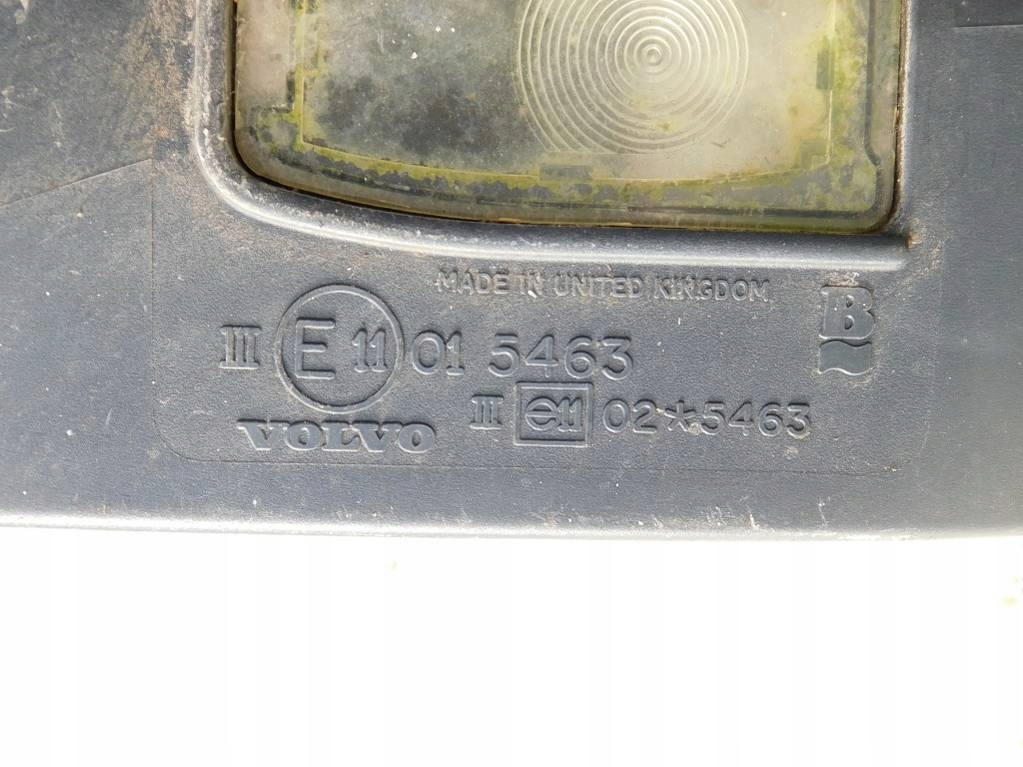 MADE IN UNITED KINGDOM
B
III E 11 01 5463
III e11 02*5463
VOLVO